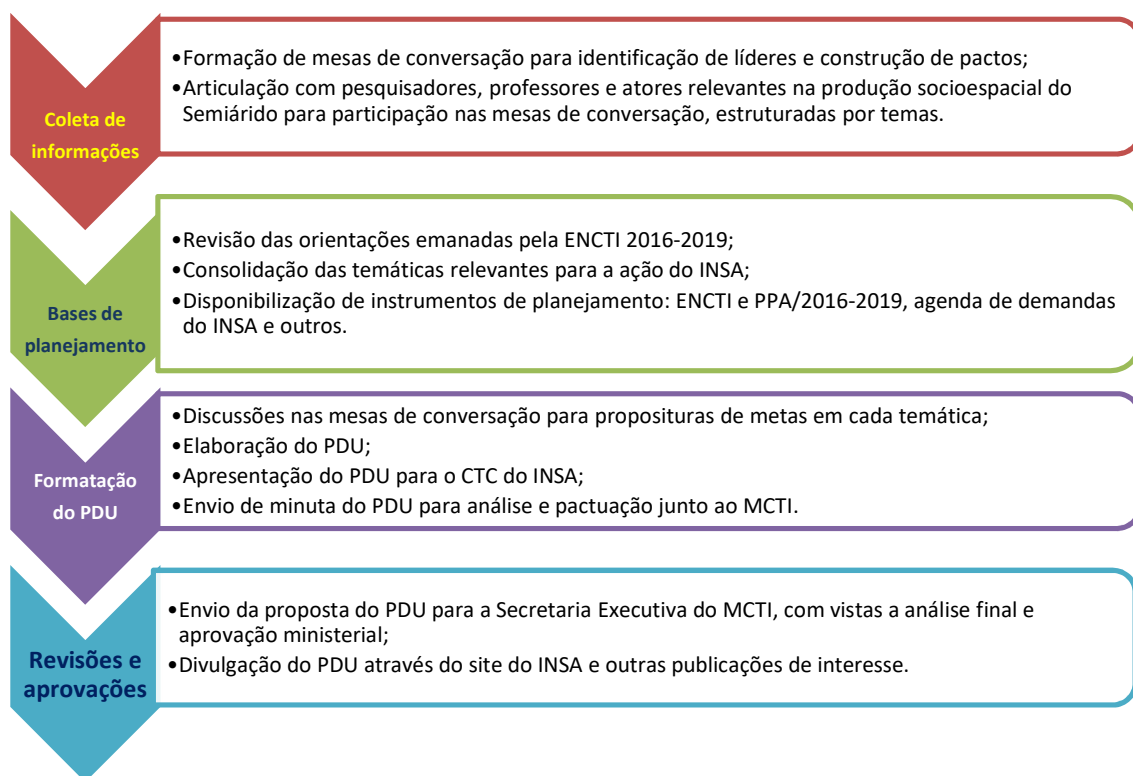 Coleta de
informações
•Formação de mesas de conversação para identificação de líderes e construção de pactos;
•Articulação com pesquisadores, professores e atores relevantes na produção socioespacial do
Semiárido para participação nas mesas de conversação, estruturadas por temas.
Bases de
planejamento
•Revisão das orientações emanadas pela ENCTI 2016-2019;
•Consolidação das temáticas relevantes para a ação do INSA;
•Disponibilização de instrumentos de planejamento: ENCTI e PPA/2016-2019, agenda de demandas
do INSA e outros.
Formatação
do PDU
•Discussões nas mesas de conversação para proposituras de metas em cada temática;
•Elaboração do PDU;
•Apresentação do PDU para o CTC do INSA;
•Envio de minuta do PDU para análise e pactuação junto ao MCTI.
Revisões e
aprovações
•Envio da proposta do PDU para a Secretaria Executiva do MCTI, com vistas a análise final e
aprovação ministerial;
•Divulgação do PDU através do site do INSA e outras publicações de interesse.